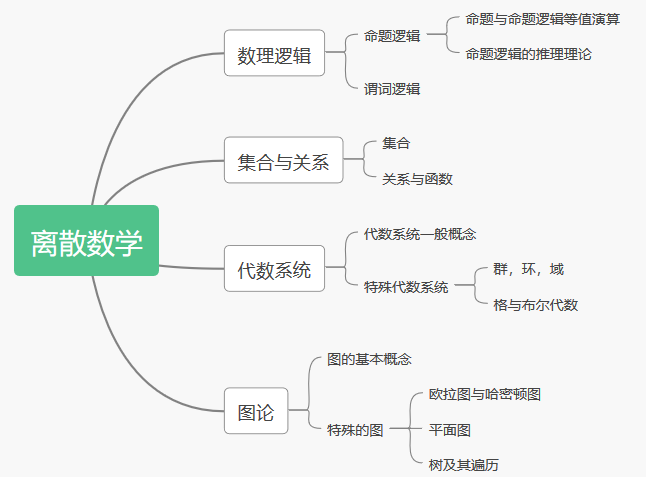 离散数学
数理逻辑
命题逻辑
命题与命题逻辑等值演算
命题逻辑的推理理论
谓词逻辑
集合与关系
集合
关系与函数
代数系统
代数系统一般概念
特殊代数系统
群，环，域
格与布尔代数
图论
图的基本概念
特殊的图
欧拉图与哈密顿图
平面图
树及其遍历